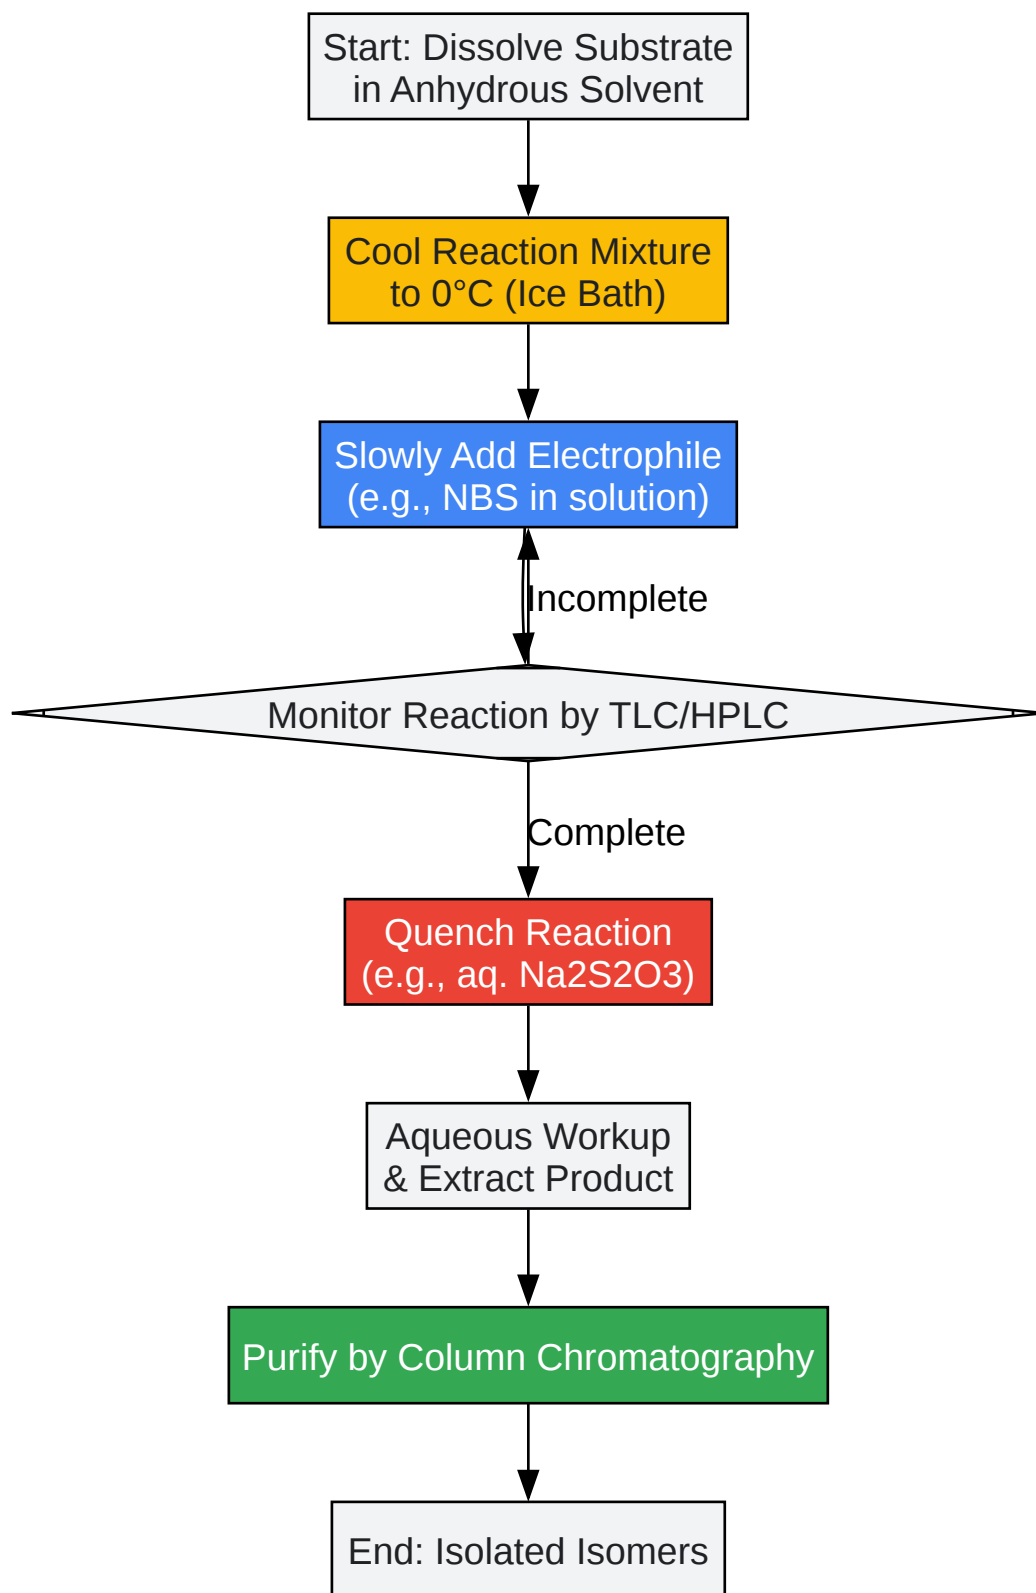 Start: Dissolve Substrate
in Anhydrous Solvent
Cool Reaction Mixture
to 0°C (Ice Bath)
Slowly Add Electrophile
(e.g., NBS in solution)
Incomplete
Monitor Reaction by TLC/HPLC
Complete
Quench Reaction
(e.g., aq. Na2S2O3)
Aqueous Workup
& Extract Product
Purify by Column Chromatography
End: Isolated Isomers